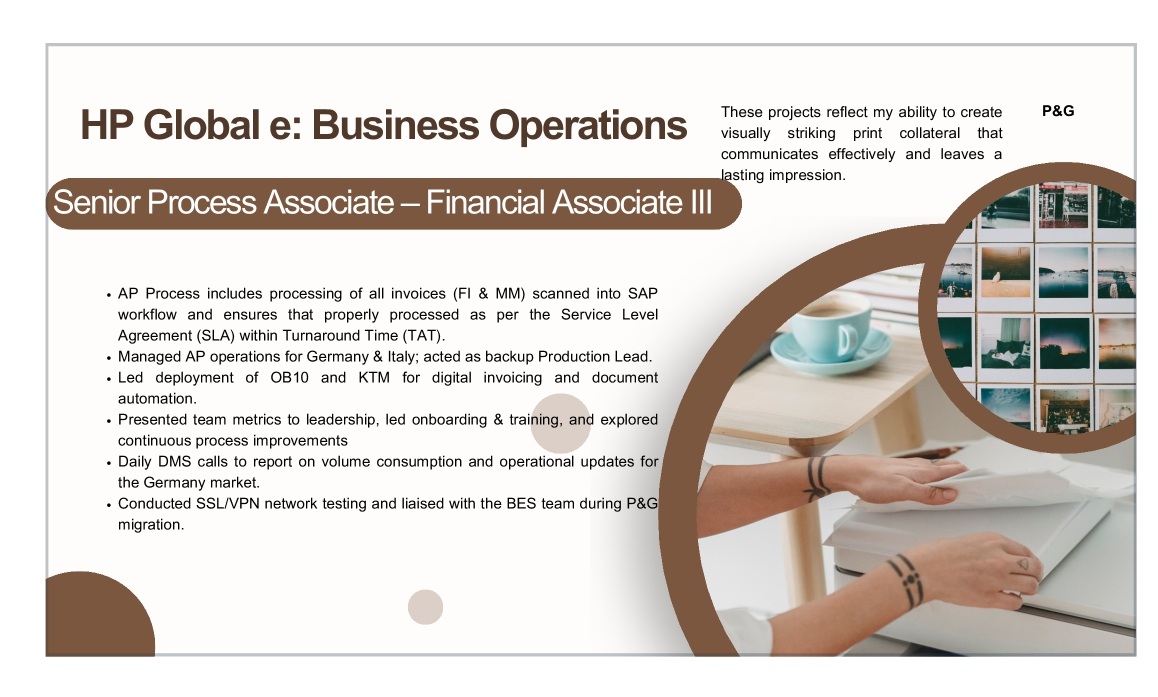 HP Global e: Business Operations
Senior Process Associate – Financial Associate III
These projects reflect my ability to create
visually striking print collateral that
communicates effectively and leaves a
lasting impression.
P&G
• AP Process includes processing of all invoices (FI & MM) scanned into SAP
workflow and ensures that properly processed as per the Service Level
Agreement (SLA) within Turnaround Time (TAT).
• Managed AP operations for Germany & Italy; acted as backup Production Lead.
• Led deployment of OB10 and KTM for digital invoicing and document
automation.
• Presented team metrics to leadership, led onboarding & training, and explored
continuous process improvements
• Daily DMS calls to report on volume consumption and operational updates for
the Germany market.
• Conducted SSL/VPN network testing and liaised with the BES team during P&G
migration.